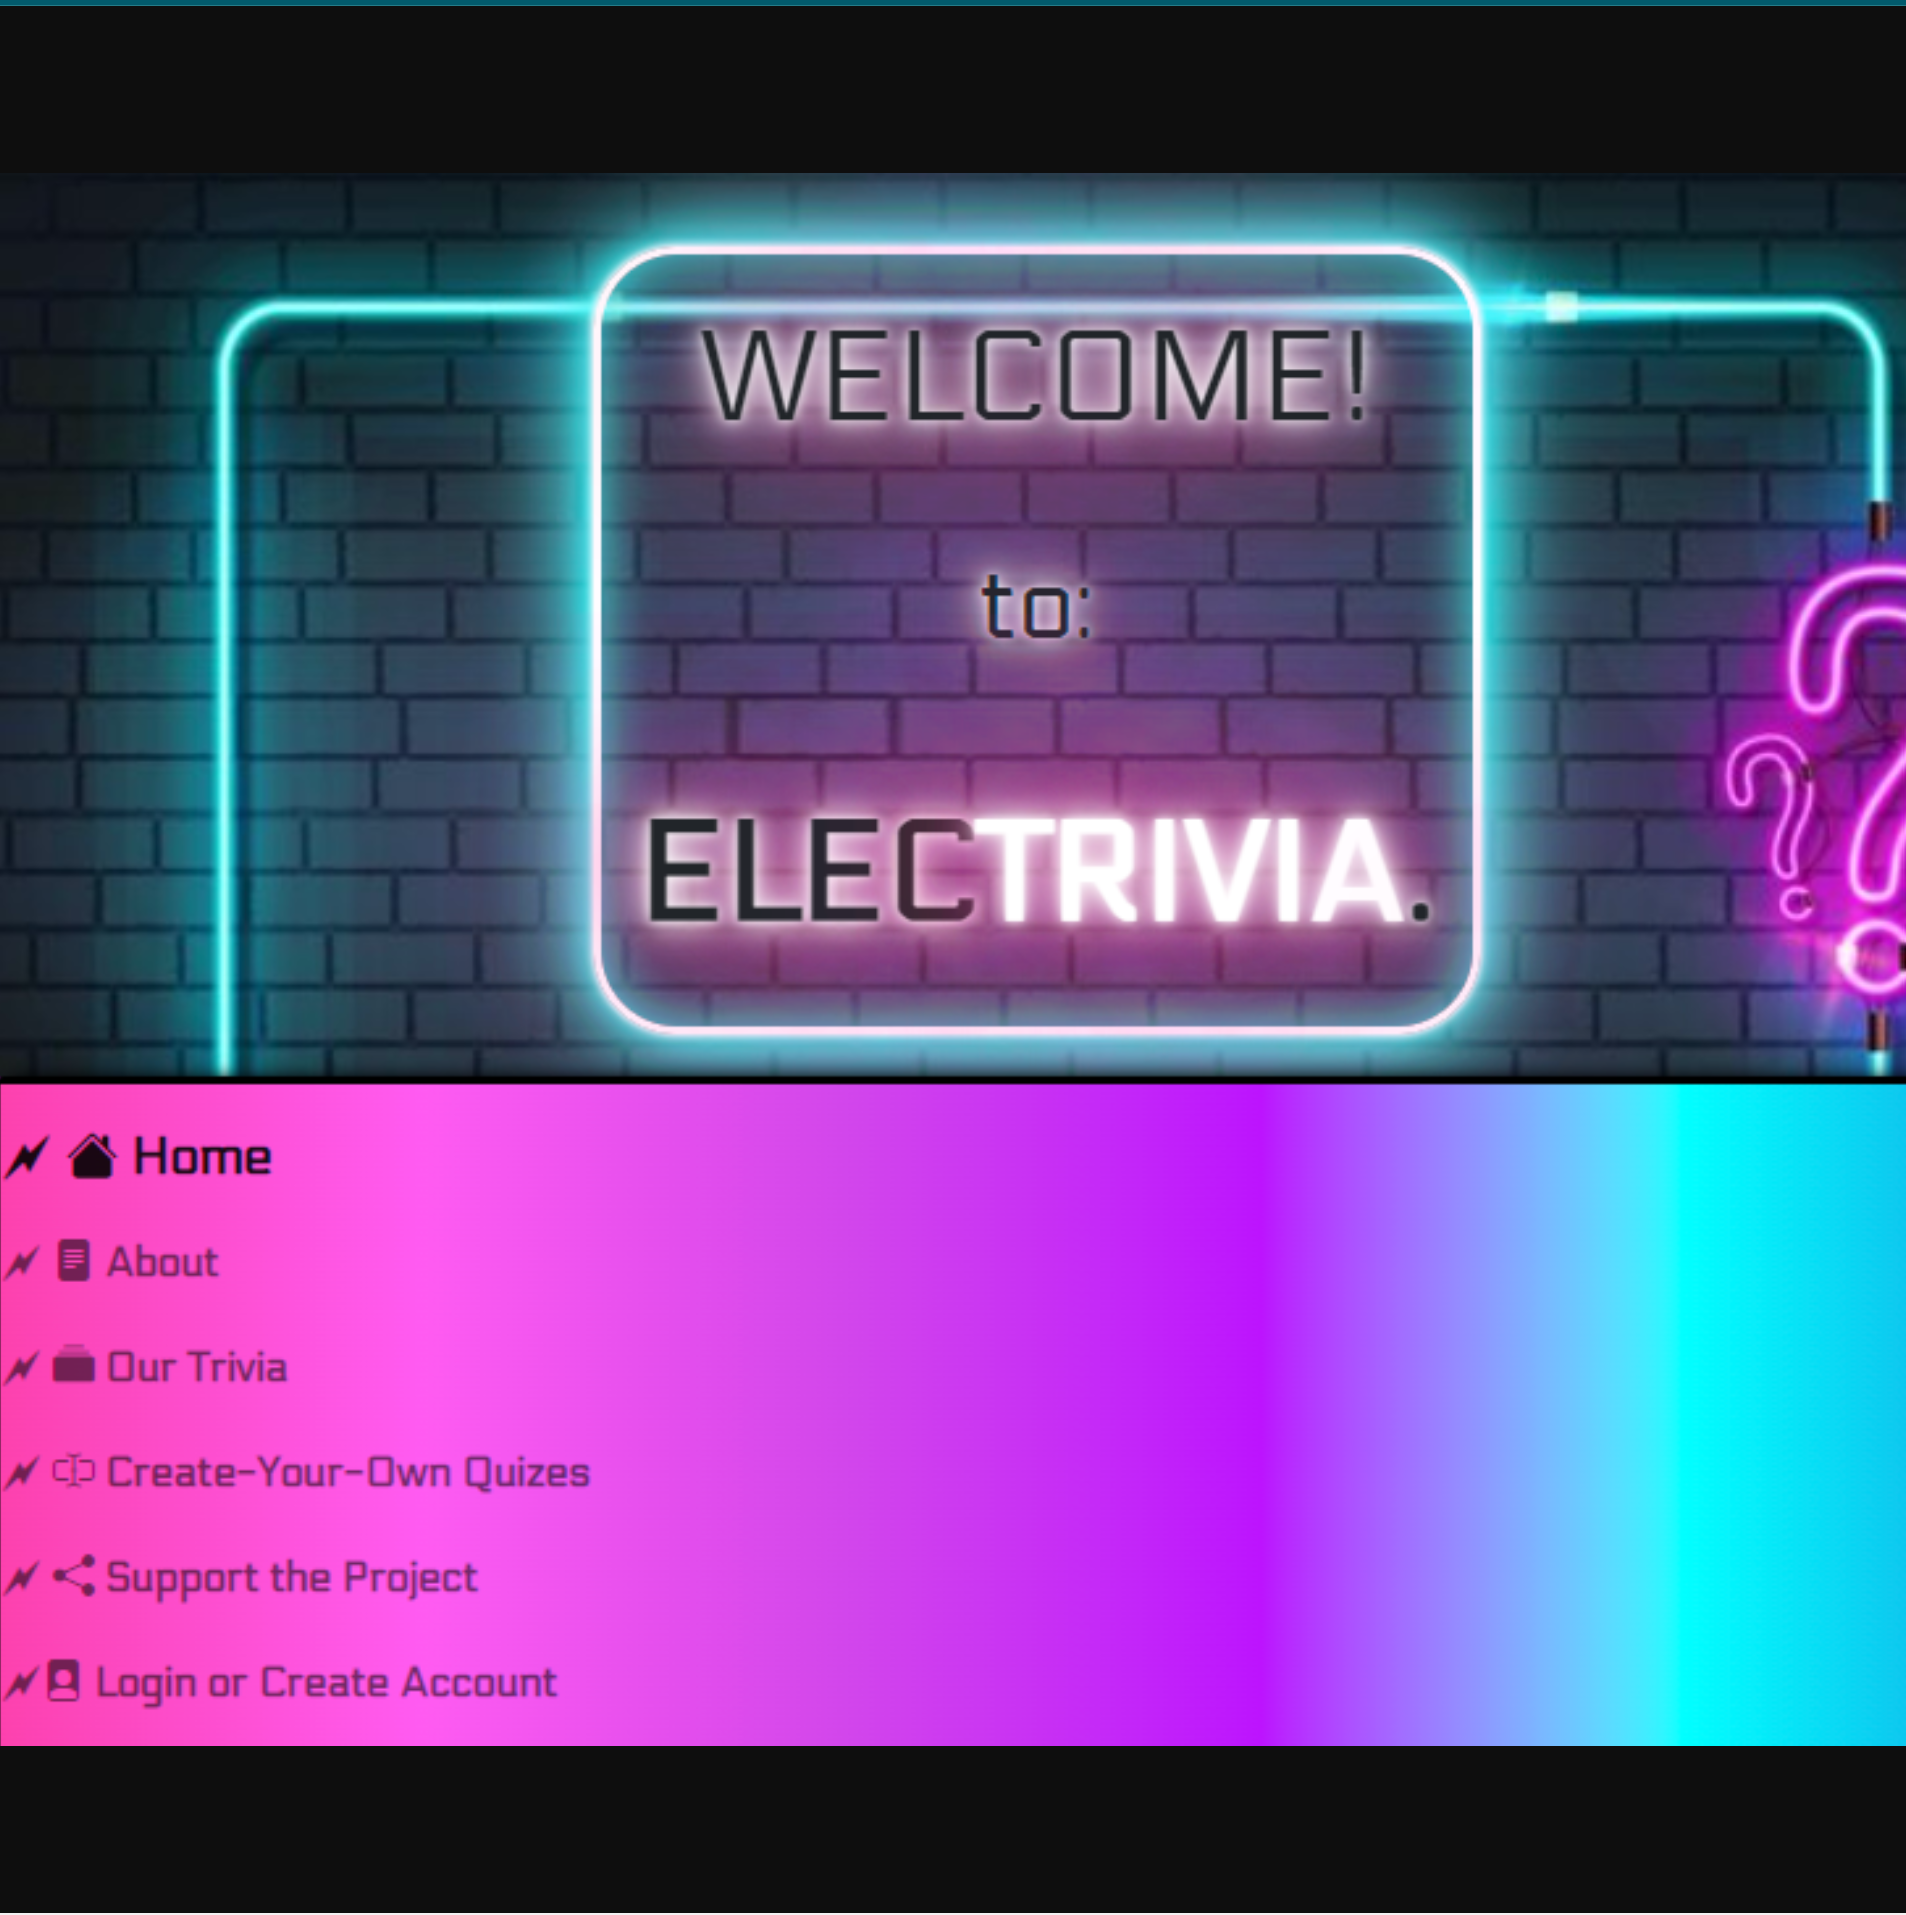 WELCOME!
to:
ELECTRIVIA.
Home
About
Our Trivia
Create-Your-Own Quizes
Support the Project
Login or Create Account